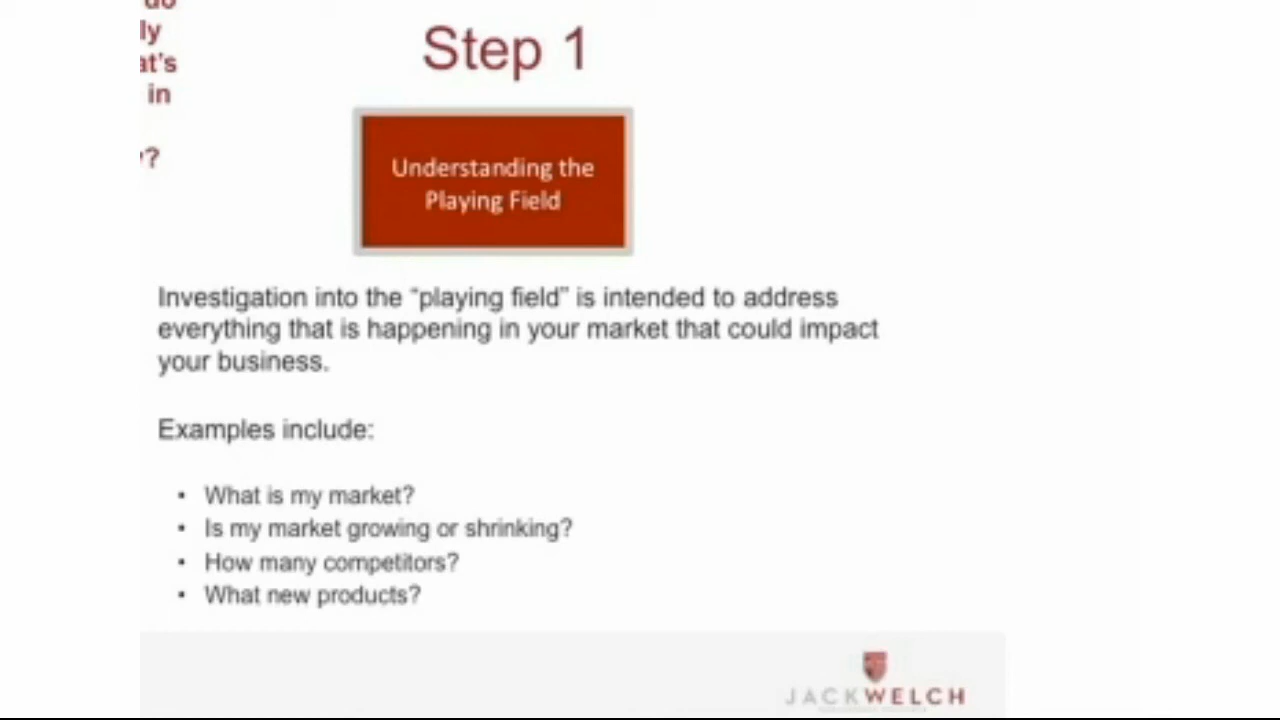 do
ly
at's
in
?
Step 1
Understanding the
Playing Field
Investigation into the “playing field” is intended to address
everything that is happening in your market that could impact
your business.
Examples include:
• What is my market?
• Is my market growing or shrinking?
• How many competitors?
• What new products?
JACKWELCH